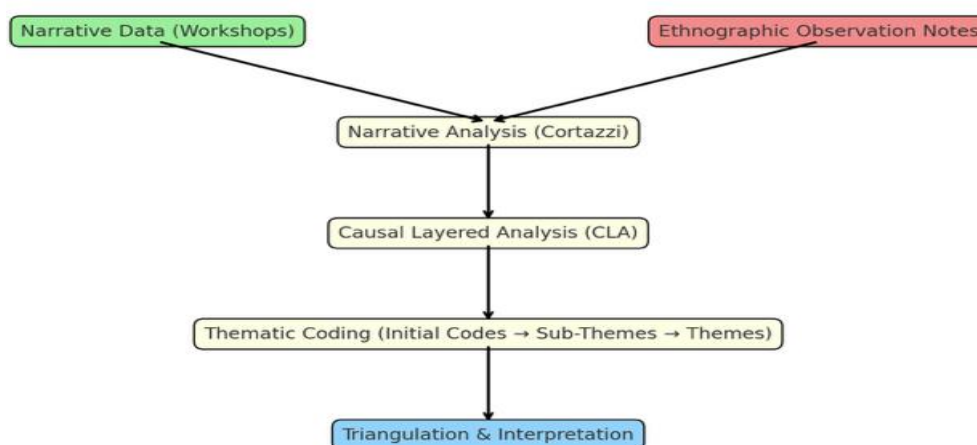 Narrative Data (Workshops)
Ethnographic Observation Notes
Narrative Analysis (Cortazzi)
Causal Layered Analysis (CLA)
Thematic Coding (Initial Codes → Sub-Themes → Themes)
Triangulation & Interpretation